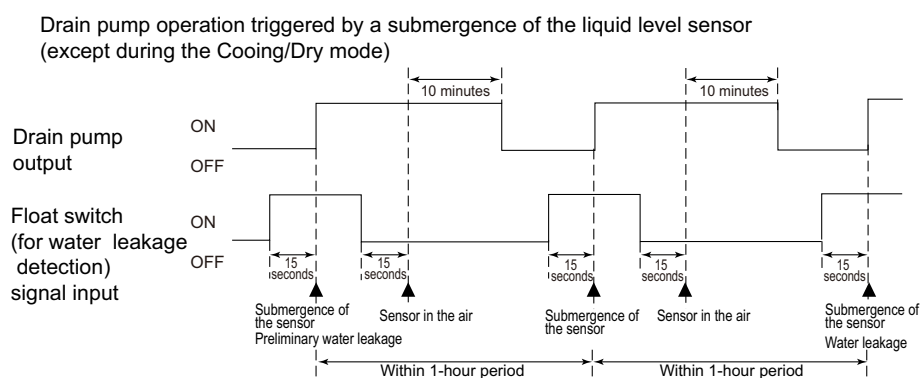 Drain pump operation triggered by a submergence of the liquid level sensor
(except during the Cooing/Dry mode)
10 minutes
10 minutes
Drain pump
output
ON
OFF
Float switch
(for water leakage
detection)
signal input
ON
OFF
15
seconds
15
seconds
15
seconds
15
seconds
15
seconds
Submergence of
the sensor
Preliminary water leakage
Sensor in the air
Submergence of
the sensor
Sensor in the air
Submergence of
the sensor
Water leakage
Within 1-hour period
Within 1-hour period